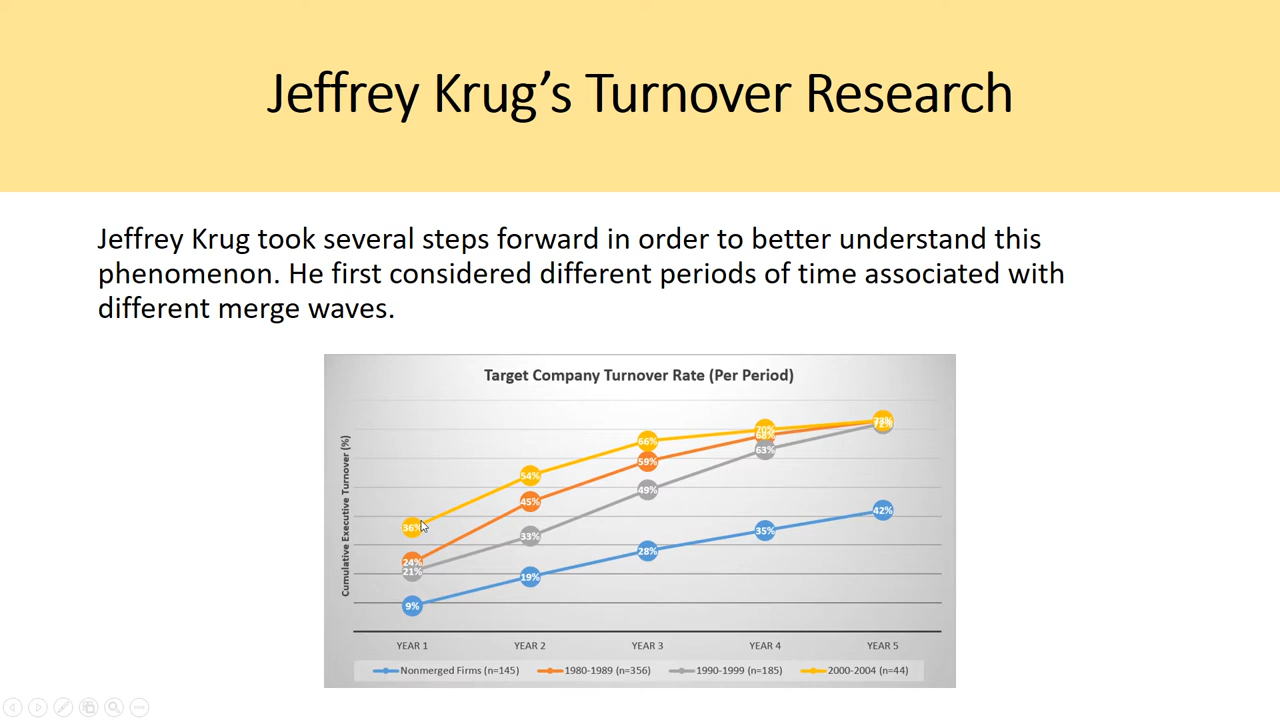 Jeffrey Krug’s Turnover Research
Jeffrey Krug took several steps forward in order to better understand this
phenomenon. He first considered different periods of time associated with
different merge waves.
Target Company Turnover Rate (Per Period)
Cumulative Executive Turnover (%)
36% 54% 66% 70%
24% 45% 59% 68%
21% 33% 49% 63% 72%
9% 19% 28% 35% 42%
YEAR 1 YEAR 2 YEAR 3 YEAR 4 YEAR 5
Nonmerged Firms (n=145) 1980-1989 (n=356) 1990-1999 (n=185) 2000-2004 (n=44)